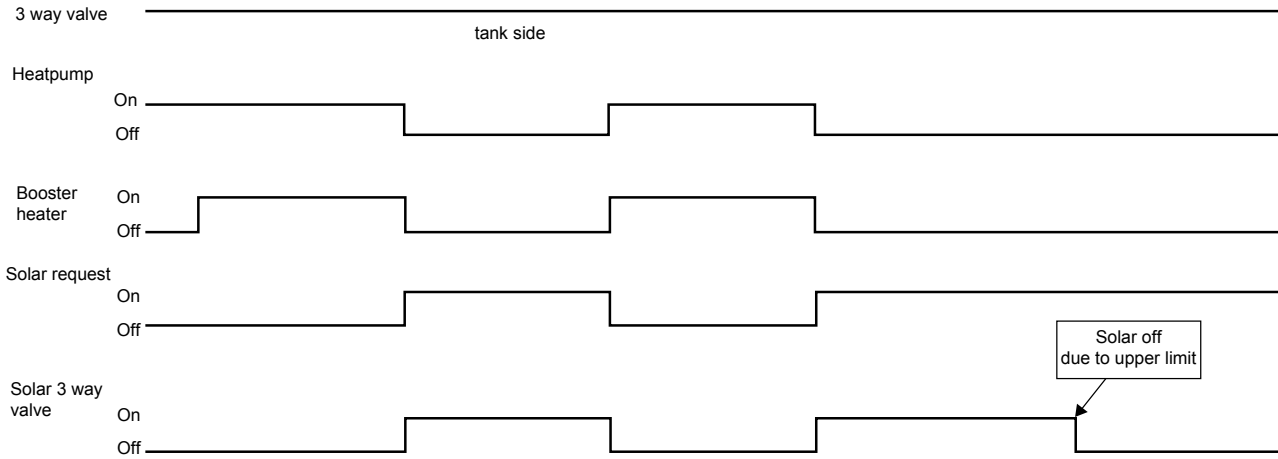 3 way valve
tank side
Heatpump
On
Off
Booster
heater
On
Off
Solar request
On
Off
Solar off
due to upper limit
Solar 3 way
valve
On
Off